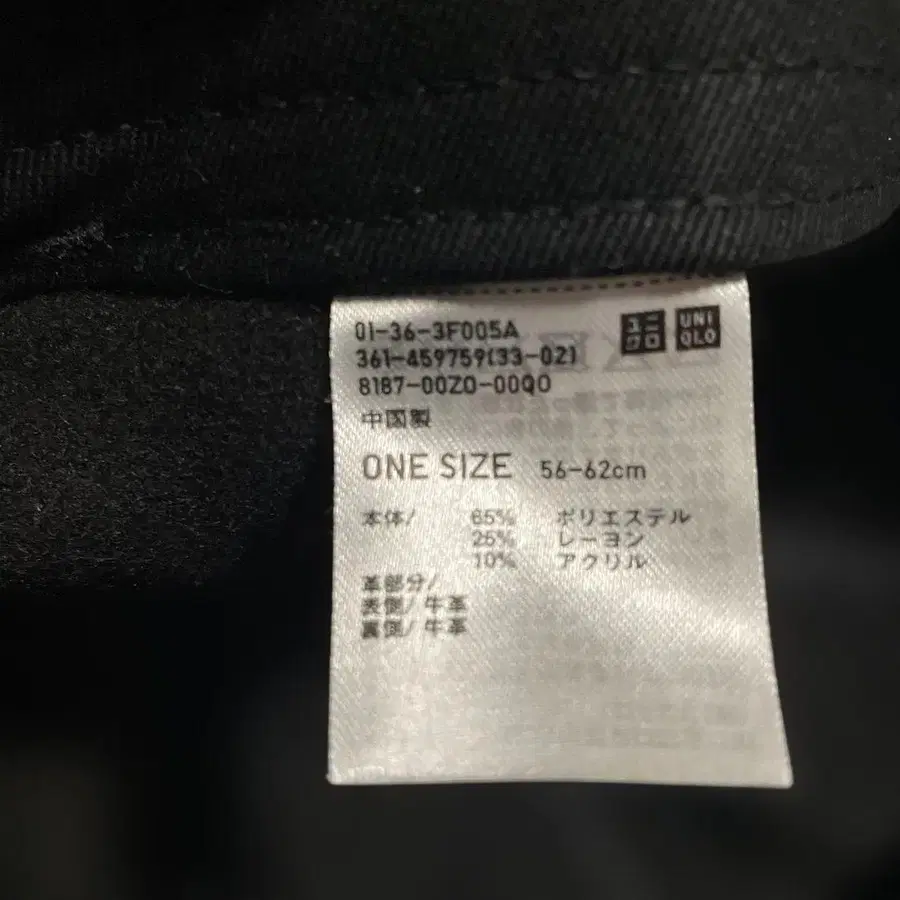 01-36-3F005A
361-459759(33-02)
8187-00Z0-00Q0
ユニクロ
UNIQLO
中国製
ONE SIZE 56-62cm
本体/ 65% ポリエステル
25% レーヨン
10% アクリル
革部分/
表側/牛革
裏側/牛革